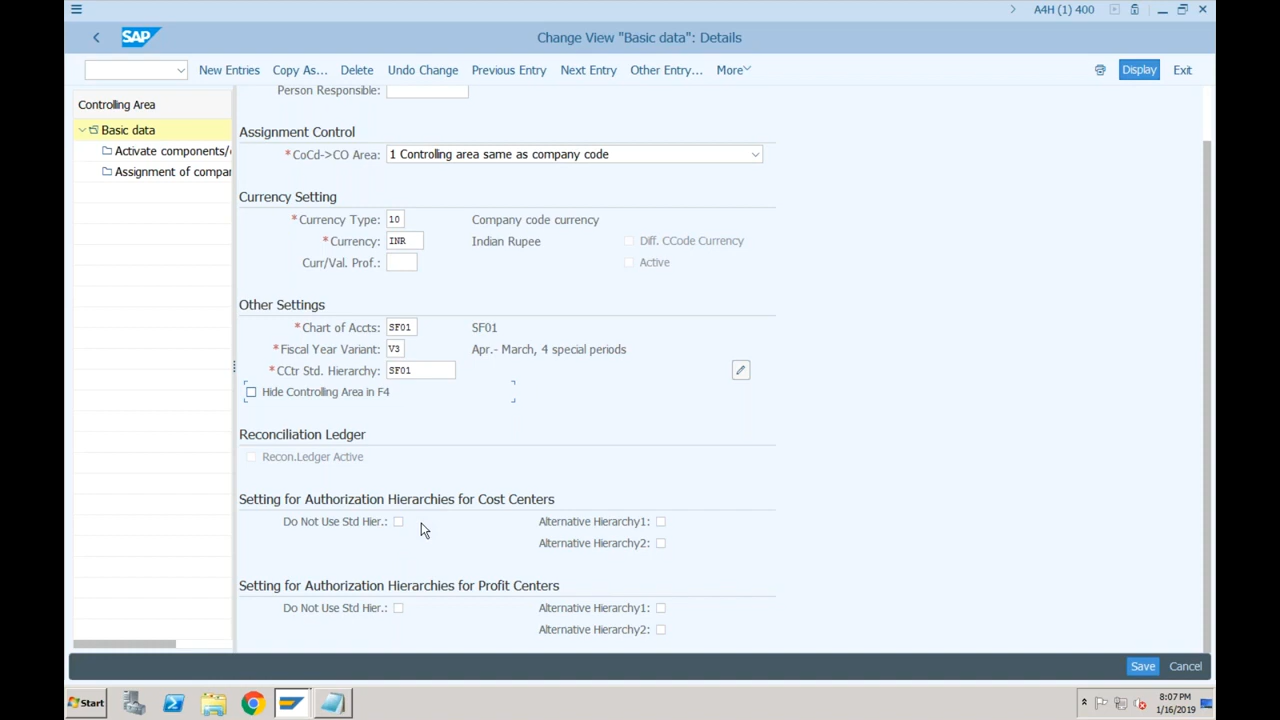 A4H (1) 400
SAP
Change View "Basic data": Details
New Entries Copy As... Delete Undo Change Previous Entry Next Entry Other Entry... More Display Exit
Controlling Area
Basic data
Activate components/
Assignment of compar
Person Responsible:
Assignment Control
*CoCd->CO Area: 1 Controlling area same as company code
Currency Setting
*Currency Type: 10 Company code currency
*Currency: INR Indian Rupee Diff. CCode Currency
Curr/Val. Prof.: Active
Other Settings
*Chart of Accts: SF01 SF01
*Fiscal Year Variant: V3 Apr.- March, 4 special periods
*CCtr Std. Hierarchy: SF01
Hide Controlling Area in F4
Reconciliation Ledger
Recon.Ledger Active
Setting for Authorization Hierarchies for Cost Centers
Do Not Use Std Hier.: Alternative Hierarchy1:
Alternative Hierarchy2:
Setting for Authorization Hierarchies for Profit Centers
Do Not Use Std Hier.: Alternative Hierarchy1:
Alternative Hierarchy2:
Save Cancel
Start
8:07 PM
1/16/2019